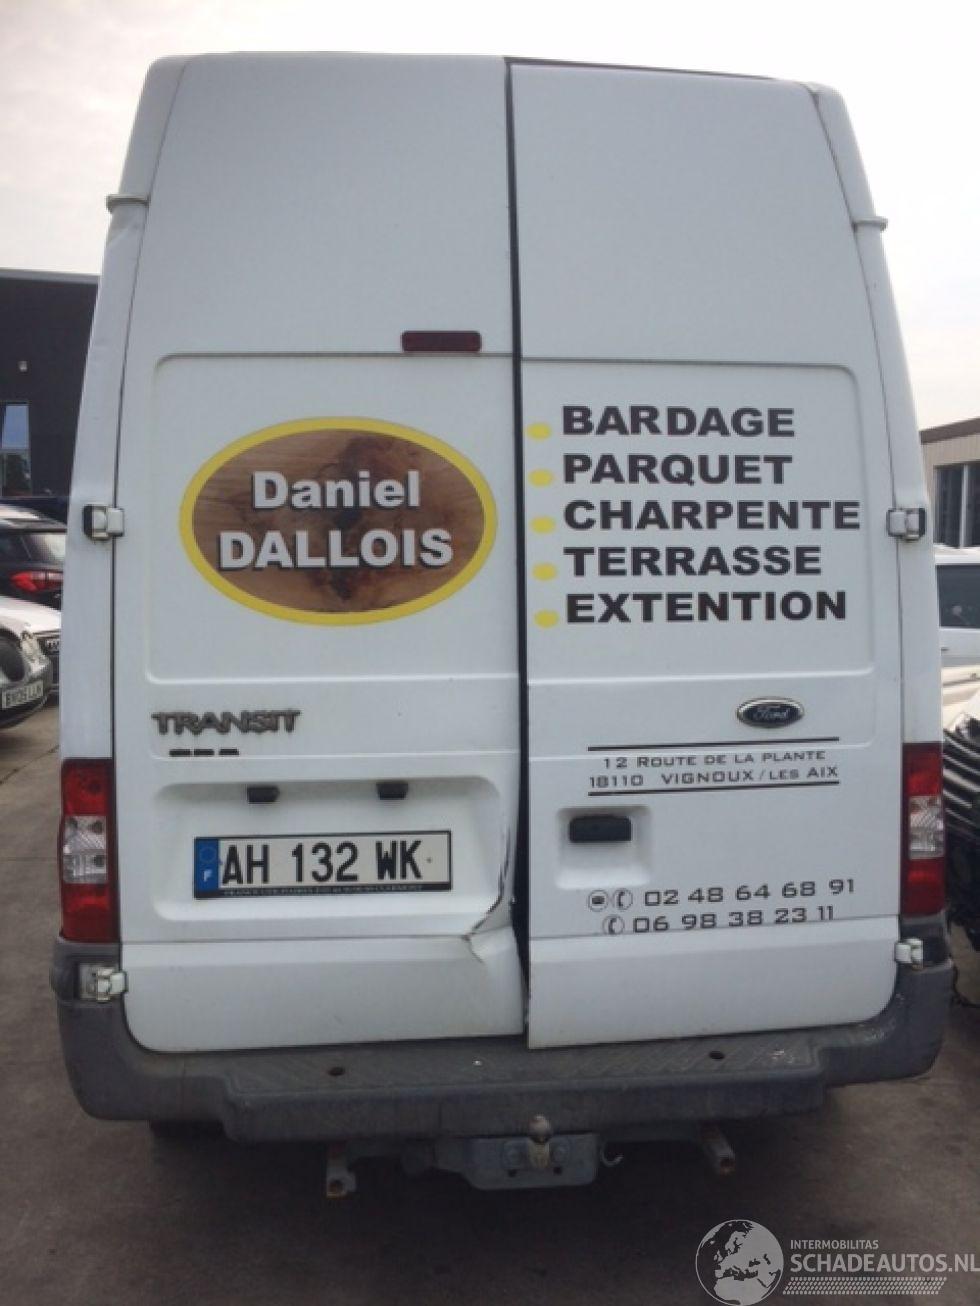 Daniel
DALLOIS
BARDAGE
PARQUET
CHARPENTE
TERRASSE
EXTENTION
TRANSIT
Ford
12 ROUTE DE LA PLANTE
18110 VIGNOUX / LES AIX
F
AH 132 WK
02 48 64 68 91
06 98 38 23 11
INTERMOBILITAS
SCHADEAUTOS.NL